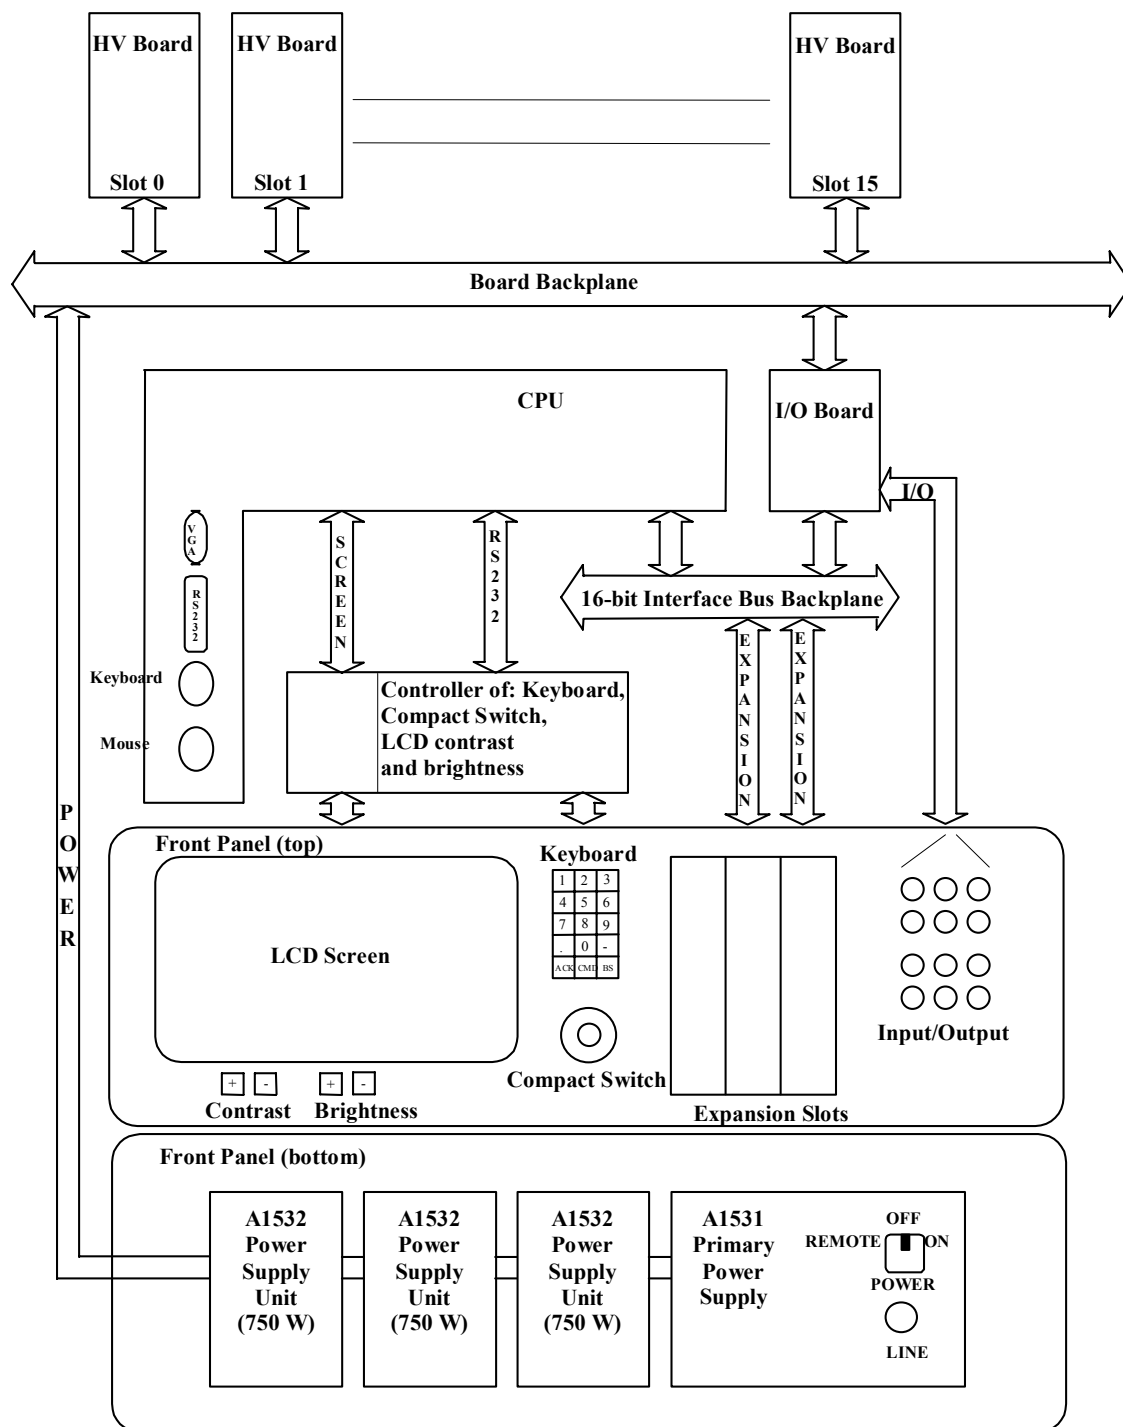 HV Board
HV Board
HV Board
Slot 0
Slot 1
Slot 15
Board Backplane
CPU
I/O Board
I/O
VGA
SCREEN
RS232
RS232
16-bit Interface Bus Backplane
EXPANSION
EXPANSION
Keyboard
Mouse
Controller of: Keyboard,
Compact Switch,
LCD contrast
and brightness
POWER
Front Panel (top)
Keyboard
1 2 3
4 5 6
7 8 9
. 0 -
ACK CMD BS
LCD Screen
Compact Switch
Input/Output
+ - + -
Contrast Brightness
Expansion Slots
Front Panel (bottom)
A1532
Power
Supply
Unit
(750 W)
A1532
Power
Supply
Unit
(750 W)
A1532
Power
Supply
Unit
(750 W)
A1531
Primary
Power
Supply
OFF
REMOTE ON
POWER
LINE